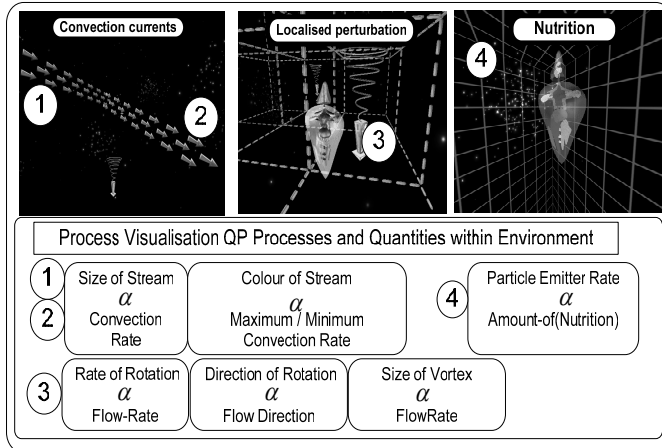 Convection currents
Localised perturbation
Nutrition
1
2
3
4
Process Visualisation QP Processes and Quantities within Environment
1
2
Size of Stream
α
Convection
Rate
Colour of Stream
α
Maximum / Minimum
Convection Rate
4
Particle Emitter Rate
α
Amount-of(Nutrition)
3
Rate of Rotation
α
Flow-Rate
Direction of Rotation
α
Flow Direction
Size of Vortex
α
FlowRate